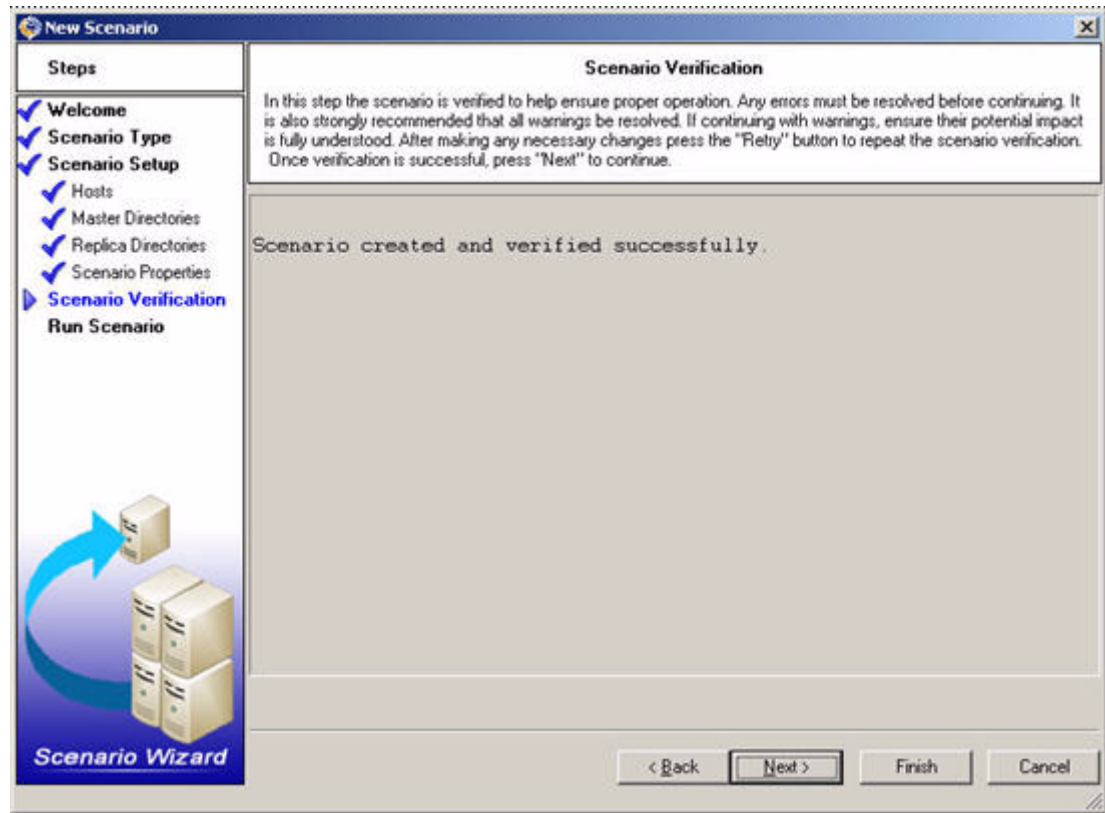 New Scenario
Steps
Welcome
Scenario Type
Scenario Setup
Hosts
Master Directories
Replica Directories
Scenario Properties
Scenario Verification
Run Scenario
Scenario Wizard
Scenario Verification
In this step the scenario is verified to help ensure proper operation. Any errors must be resolved before continuing. It
is also strongly recommended that all warnings be resolved. If continuing with warnings, ensure their potential impact
is fully understood. After making any necessary changes press the "Retry" button to repeat the scenario verification.
Once verification is successful, press "Next" to continue.
Scenario created and verified successfully.
< Back
Next >
Finish
Cancel